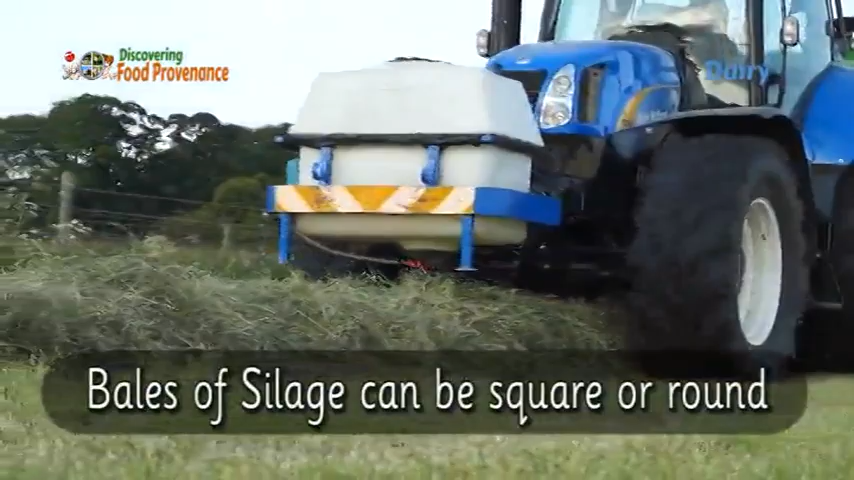 Discovering
Food Provenance
Dairy
Bales of Silage can be square or round